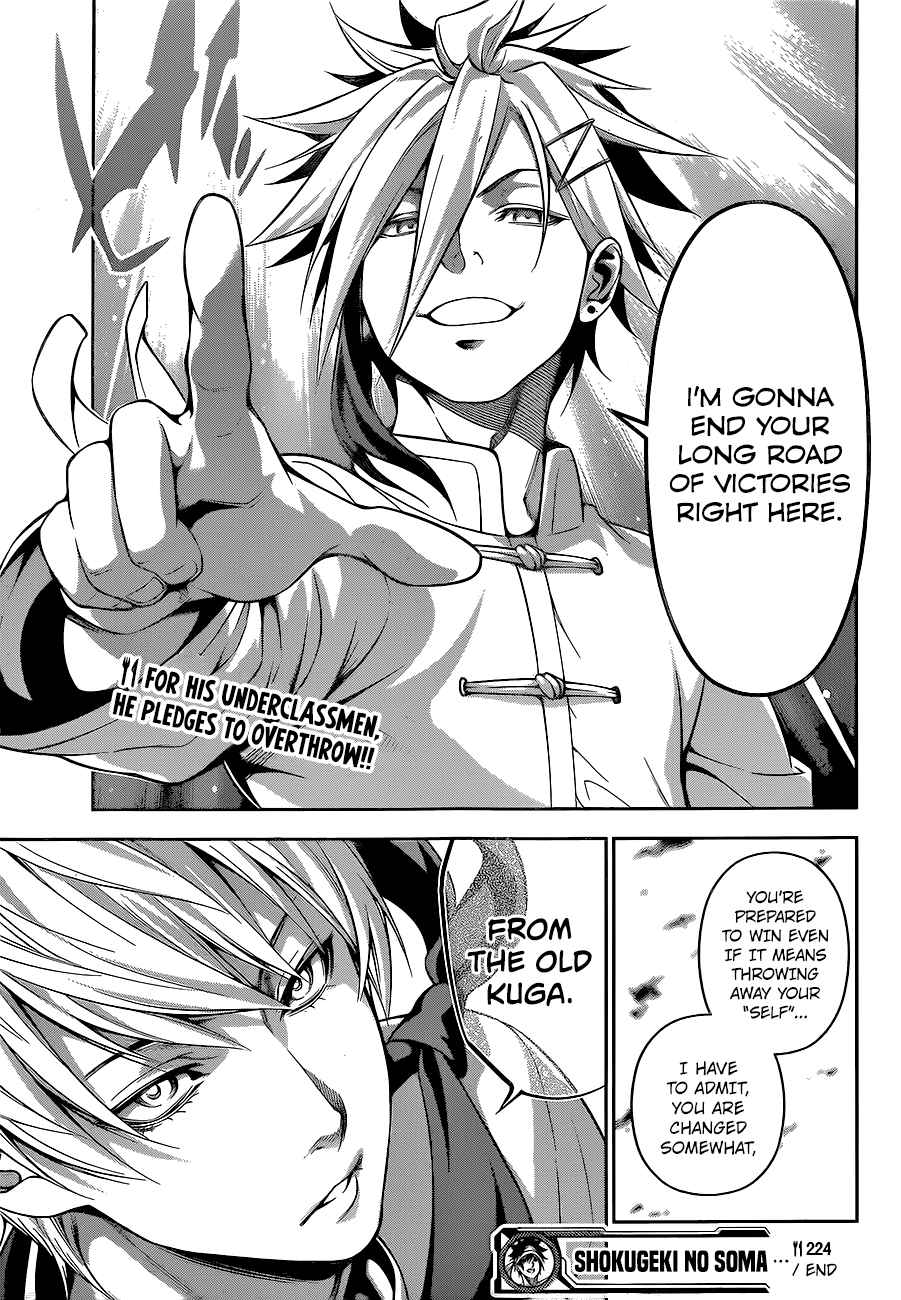 I'M GONNA
END YOUR
LONG ROAD
OF VICTORIES
RIGHT HERE.
FOR HIS UNDERCLASSMEN,
HE PLEDGES TO OVERTHROW!!
YOU'RE
PREPARED
TO WIN EVEN
IF IT MEANS
THROWING
AWAY YOUR
"SELF"...
I HAVE
TO ADMIT,
YOU ARE
CHANGED
SOMEWHAT,
FROM
THE OLD
KUGA.
SHOKUGEKI NO SOMA ... 224
/ END